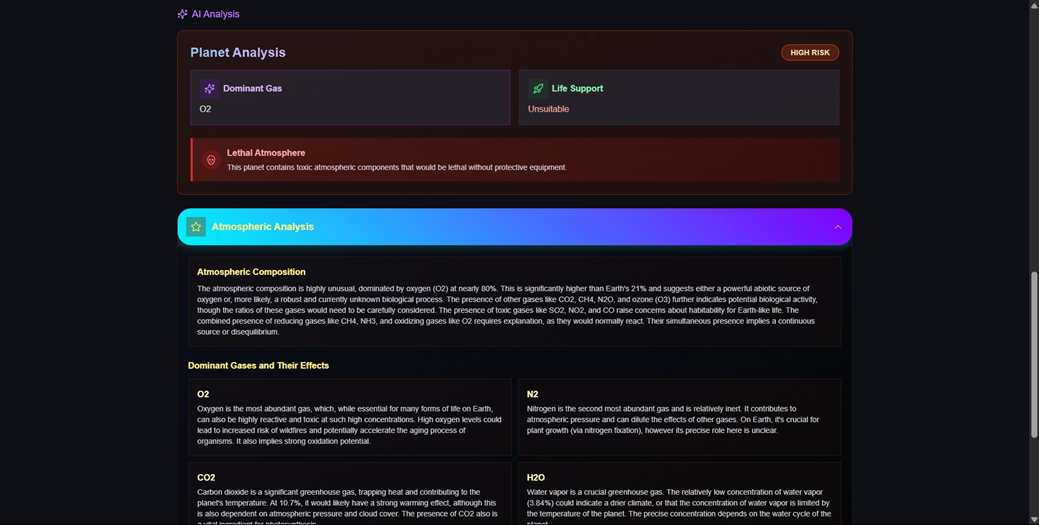 AI Analysis
Planet Analysis
HIGH RISK
Dominant Gas
O2
Life Support
Unsuitable
Lethal Atmosphere
This planet contains toxic atmospheric components that would be lethal without protective equipment.
Atmospheric Analysis
Atmospheric Composition
The atmospheric composition is highly unusual, dominated by oxygen (O2) at nearly 80%. This is significantly higher than Earth's 21% and suggests either a powerful abiotic source of
oxygen or, more likely, a robust and currently unknown biological process. The presence of other gases like CO2, CH4, N2O, and ozone (O3) further indicates potential biological activity,
though the ratios of these gases would need to be carefully considered. The presence of toxic gases like SO2, NO2, and CO raise concerns about habitability for Earth-like life. The
combined presence of reducing gases like CH4, NH3, and oxidizing gases like O2 requires explanation, as they would normally react. Their simultaneous presence implies a continuous
source or disequilibrium.
Dominant Gases and Their Effects
O2
Oxygen is the most abundant gas, which, while essential for many forms of life on Earth,
can also be highly reactive and toxic at such high concentrations. High oxygen levels could
lead to increased risk of wildfires and potentially accelerate the aging process of
organisms. It also implies strong oxidation potential.
N2
Nitrogen is the second most abundant gas and is relatively inert. It contributes to
atmospheric pressure and can dilute the effects of other gases. On Earth, it's crucial for
plant growth (via nitrogen fixation), however its precise role here is unclear.
CO2
Carbon dioxide is a significant greenhouse gas, trapping heat and contributing to the
planet's temperature. At 10.7%, it would likely have a strong warming effect, although this
is also dependent on atmospheric pressure and cloud cover. The presence of CO2 also is
a vital ingredient for photosynthesis.
H2O
Water vapor is a crucial greenhouse gas. The relatively low concentration of water vapor
(3.84%) could indicate a drier climate, or that the concentration of water vapor is limited by
the temperature of the planet. The precise concentration depends on the water cycle of the
planet.